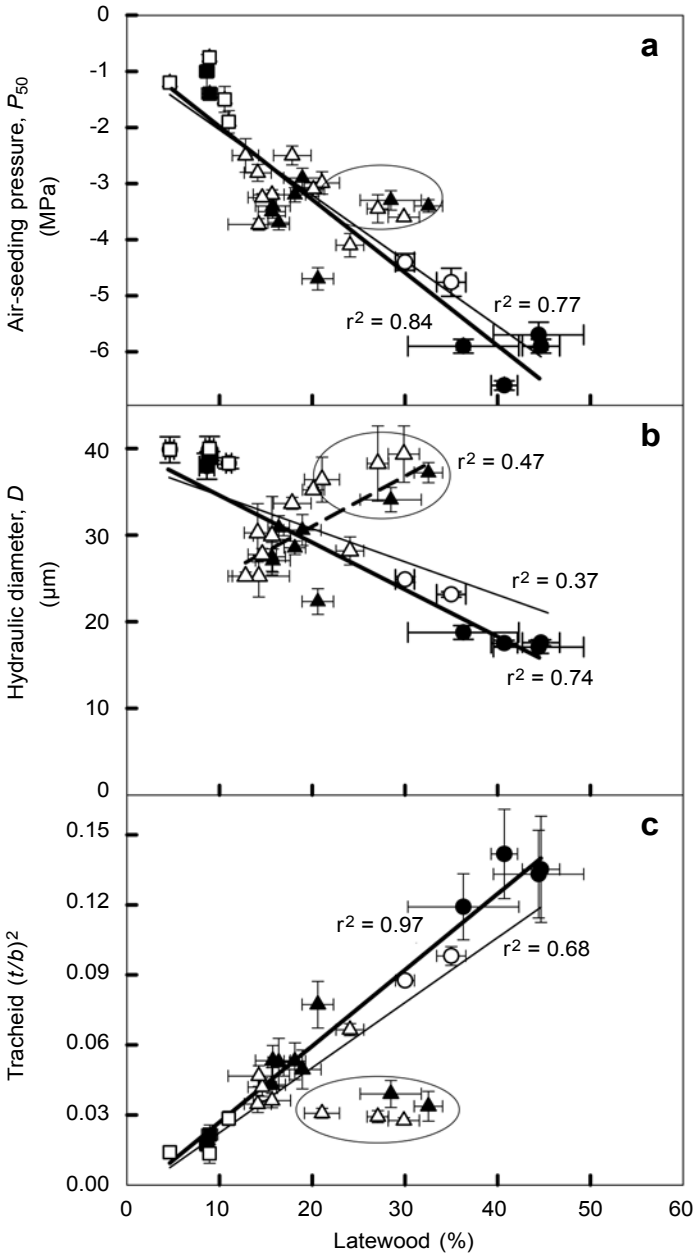 a
Air-seeding pressure, P50
(MPa)
0
-1
-2
-3
-4
-5
-6
r2 = 0.84
r2 = 0.77
b
Hydraulic diameter, D
(μm)
40
30
20
10
0
r2 = 0.47
r2 = 0.37
r2 = 0.74
c
Tracheid (t/b)2
0.15
0.12
0.09
0.06
0.03
0.00
r2 = 0.97
r2 = 0.68
0 10 20 30 40 50 60
Latewood (%)